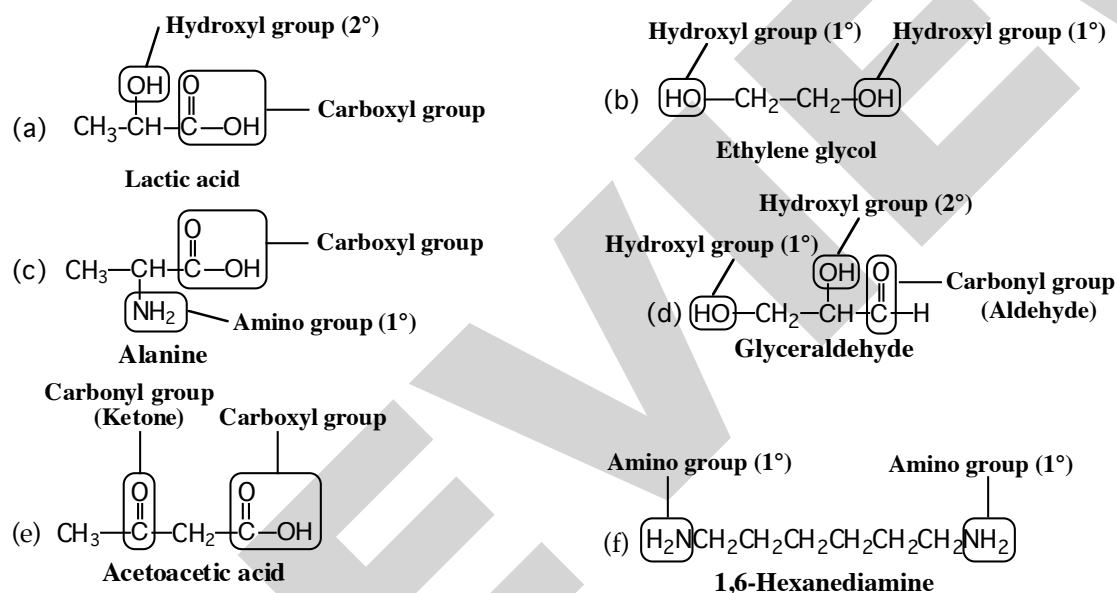 Hydroxyl group (2°)
OH O
(a) CH₃—CH—C—OH
Carboxyl group
Lactic acid
Hydroxyl group (1°) Hydroxyl group (1°)
(b) HO—CH₂—CH₂—OH
Ethylene glycol
O
(c) CH₃—CH—C—OH
Carboxyl group
NH₂
Amino group (1°)
Alanine
Hydroxyl group (2°)
Hydroxyl group (1°)
OH O
Carbonyl group
(Aldehyde)
(d) HO—CH₂—CH—C—H
Glyceraldehyde
Carbonyl group
(Ketone) Carboxyl group
O O
(e) CH₃—C—CH₂—C—OH
Acetoacetic acid
Amino group (1°) Amino group (1°)
(f) H₂NCH₂CH₂CH₂CH₂CH₂CH₂NH₂
1,6-Hexanediamine